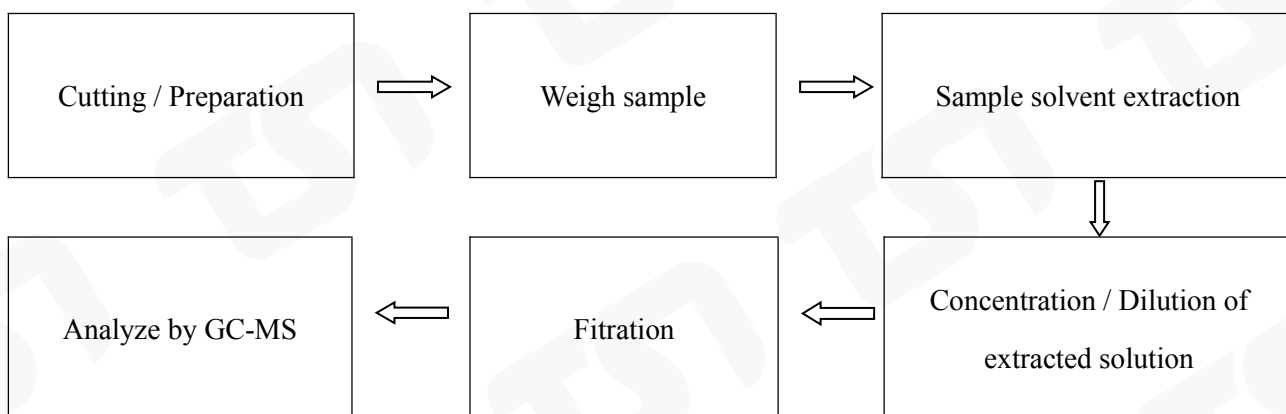 Cutting / Preparation
Weigh sample
Sample solvent extraction
Concentration / Dilution of
extracted solution
Fitration
Analyze by GC-MS